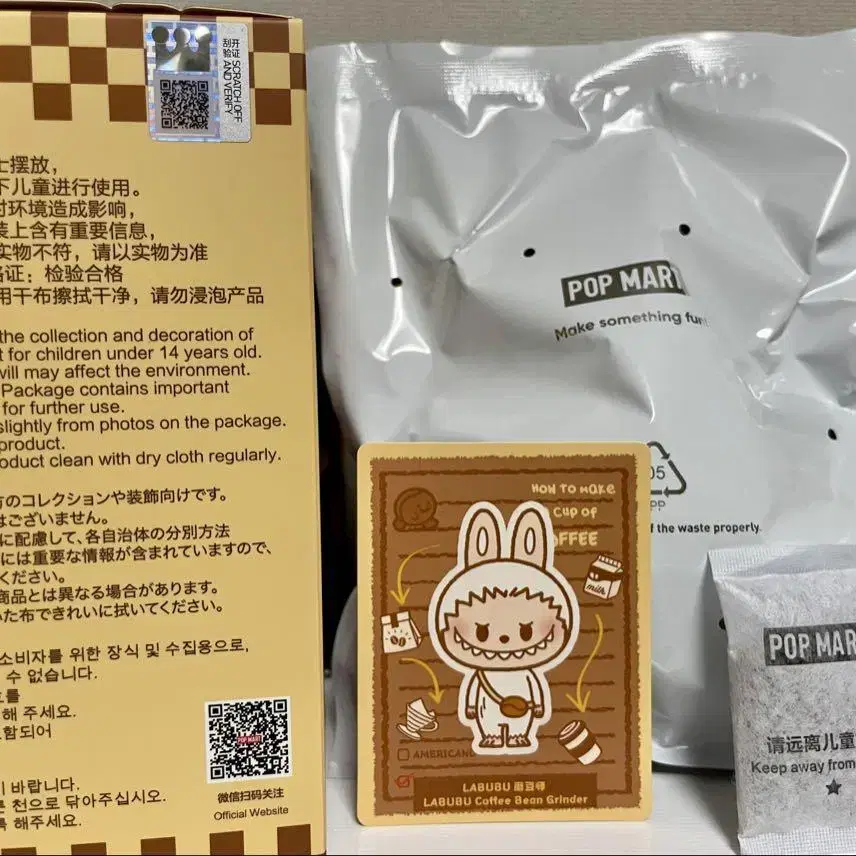 开证 SCRATCH OFF
刮验 AND VERIFY
士摆放，
下儿童进行使用。
时环境造成影响，
装上含有重要信息，
实物不符，请以实物为准
格证：检验合格
用干布擦拭干净，请勿浸泡产品
the collection and decoration of
t for children under 14 years old.
will may affect the environment.
Package contains important
for further use.
slightly from photos on the package.
product.
oduct clean with dry cloth regularly.
方のコレクションや装飾向けです。
はございません。
に配慮して、各自治体の分別方法
には重要な情報が含まれていますので、
ください。
商品とは異なる場合があります。
いた布できれいに拭いてください。
소비자를 위한 장식 및 수집용으로,
수 없습니다.
를
해 주세요.
포함되어
기 바랍니다.
른 천으로 닦아주십시오.
록 해주세요.
POP MART
微信扫码关注
Official Website
POP MART
Make something fun
05
PP
f the waste properly.
HOW TO MAKE
CUP OF
OFFEE
milk
AMERICANO
LABUBU 磨豆师
LABUBU Coffee Bean Grinder
POP MAR
请远离儿童
Keep away from